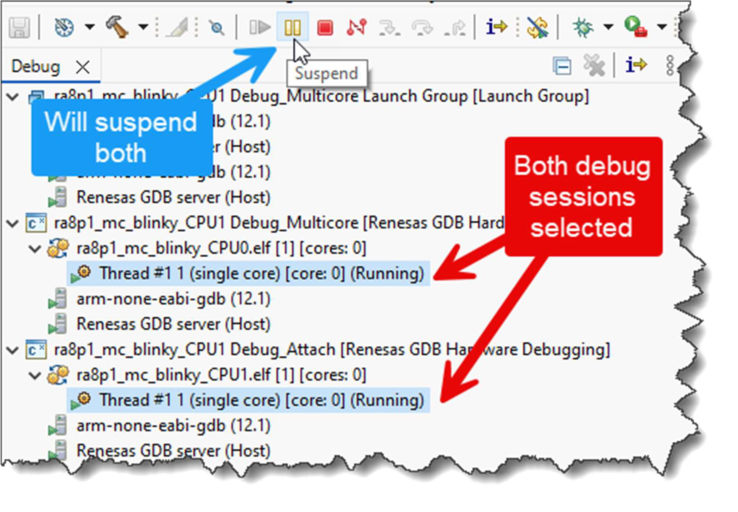 Suspend
Debug
ra8p1_mc_blinky_CPU1 Debug_Multicore Launch Group [Launch Group]
Will suspend
both
db (12.1)
(Host)
arm-none-eabi-gdb (12.1)
Renesas GDB server (Host)
Both debug
sessions
selected
ra8p1_mc_blinky_CPU1 Debug_Multicore [Renesas GDB Hard
ra8p1_mc_blinky_CPU0.elf [1] [cores: 0]
Thread #1 1 (single core) [core: 0] (Running)
arm-none-eabi-gdb (12.1)
Renesas GDB server (Host)
ra8p1_mc_blinky_CPU1 Debug_Attach [Renesas GDB Hardware Debugging]
ra8p1_mc_blinky_CPU1.elf [1] [cores: 0]
Thread #1 1 (single core) [core: 0] (Running)
arm-none-eabi-gdb (12.1)
Renesas GDB server (Host)